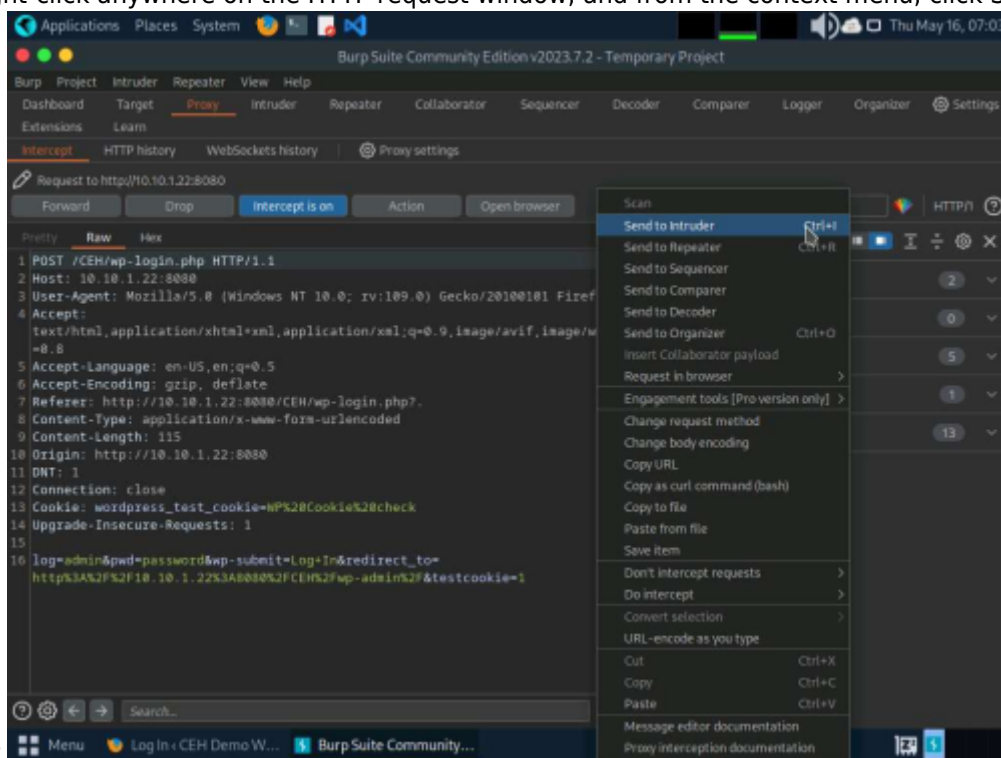 ght click anywhere on the HTTP request window, and from the context menu, click S
Applications Places System Thu May 16, 07:03
Burp Suite Community Edition v2023.7.2 - Temporary Project
Burp Project Intruder Repeater View Help
Dashboard Target Proxy Intruder Repeater Collaborator Sequencer Decoder Comparer Logger Organizer Settings
Extensions Learn
Intercept HTTP history WebSockets history Proxy settings
Request to http://10.10.1.22:8080
Forward Drop Intercept is on Action Open browser HTTP/1
Pretty Raw Hex
1 POST /CEH/wp-login.php HTTP/1.1
2 Host: 10.10.1.22:8080
3 User-Agent: Mozilla/5.0 (Windows NT 10.0; rv:109.0) Gecko/20100101 Firef
4 Accept:
text/html,application/xhtml+xml,application/xml;q=0.9,image/avif,image/w
=0.8
5 Accept-Language: en-US,en;q=0.5
6 Accept-Encoding: gzip, deflate
7 Referer: http://10.10.1.22:8080/CEH/wp-login.php?.
8 Content-Type: application/x-www-form-urlencoded
9 Content-Length: 115
10 Origin: http://10.10.1.22:8080
11 DNT: 1
12 Connection: close
13 Cookie: wordpress_test_cookie=WP%20Cookie%20check
14 Upgrade-Insecure-Requests: 1
15
16 log=admin&pwd=password&wp-submit=Log+In&redirect_to=
http%3A%2F%2F10.10.1.22%3A8080%2FCEH%2Fwp-admin%2F&testcookie=1
Scan
Send to Intruder Ctrl+I
Send to Repeater Ctrl+R
Send to Sequencer
Send to Comparer
Send to Decoder
Send to Organizer Ctrl+O
Insert Collaborator payload
Request in browser
Engagement tools [Pro version only]
Change request method
Change body encoding
Copy URL
Copy as curl command (bash)
Copy to file
Paste from file
Save item
Don't intercept requests
Do intercept
Convert selection
URL-encode as you type
Cut Ctrl+X
Copy Ctrl+C
Paste Ctrl+V
Message editor documentation
Proxy interception documentation
2
0
5
1
13
Search...
Menu Log In ‹ CEH Demo W... Burp Suite Community...